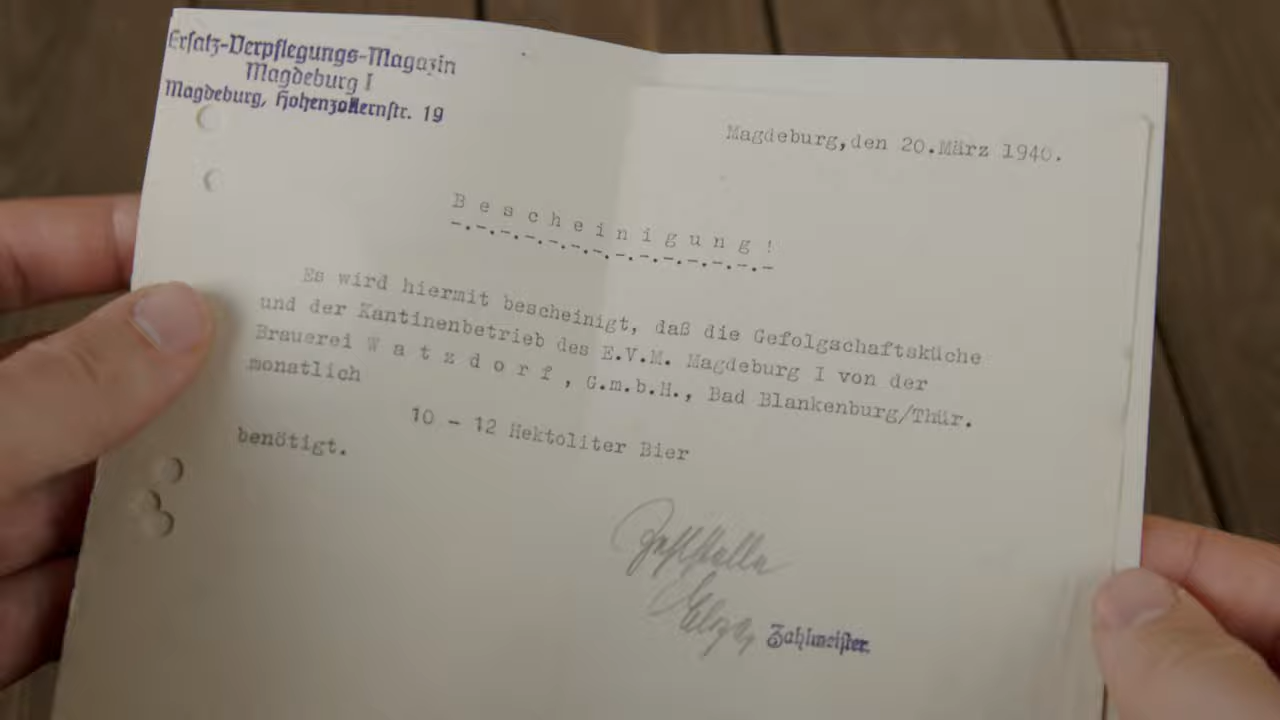 Ersatz-Verpflegungs-Magazin
Magdeburg I
Magdeburg, Hohenzollernstr. 19
Magdeburg,den 20.März 1940.
B e s c h e i n i g u n g !
-.-.-.-.-.-.-.-.-.-.-.-.-.-
Es wird hiermit bescheinigt, daß die Gefolgschaftsküche
und der Kantinenbetrieb des E.V.M. Magdeburg I von der
Brauerei W a t z d o r f , G.m.b.H., Bad Blankenburg/Thür.
monatlich
10 - 12 Hektoliter Bier
benötigt.
Zahlmeister.